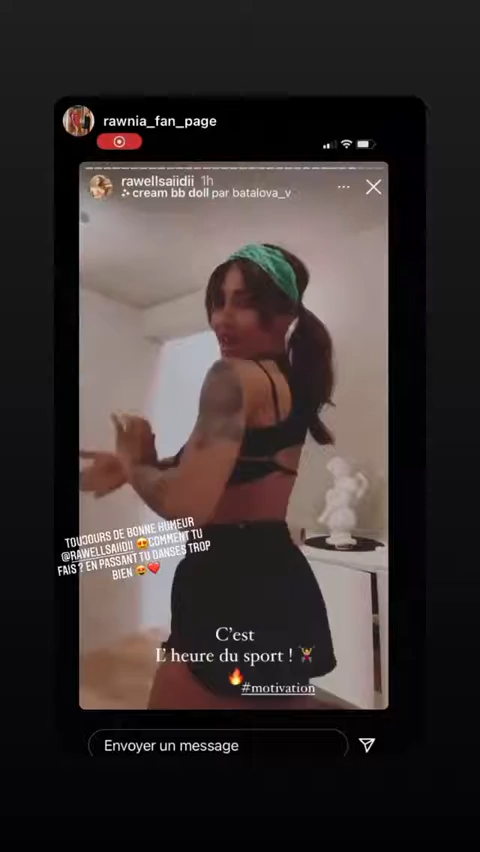 rawnia_fan_page
rawellsaiidii 1h
cream bb doll par batalova_v
TOUJOURS DE BONNE HUMEUR
@RAWELLSAIIDII 😍COMMENT TU
FAIS ? EN PASSANT TU DANSES TROP
BIEN 😍❤️
C’est
L’heure du sport ! 🏋️
🔥
#motivation
Envoyer un message